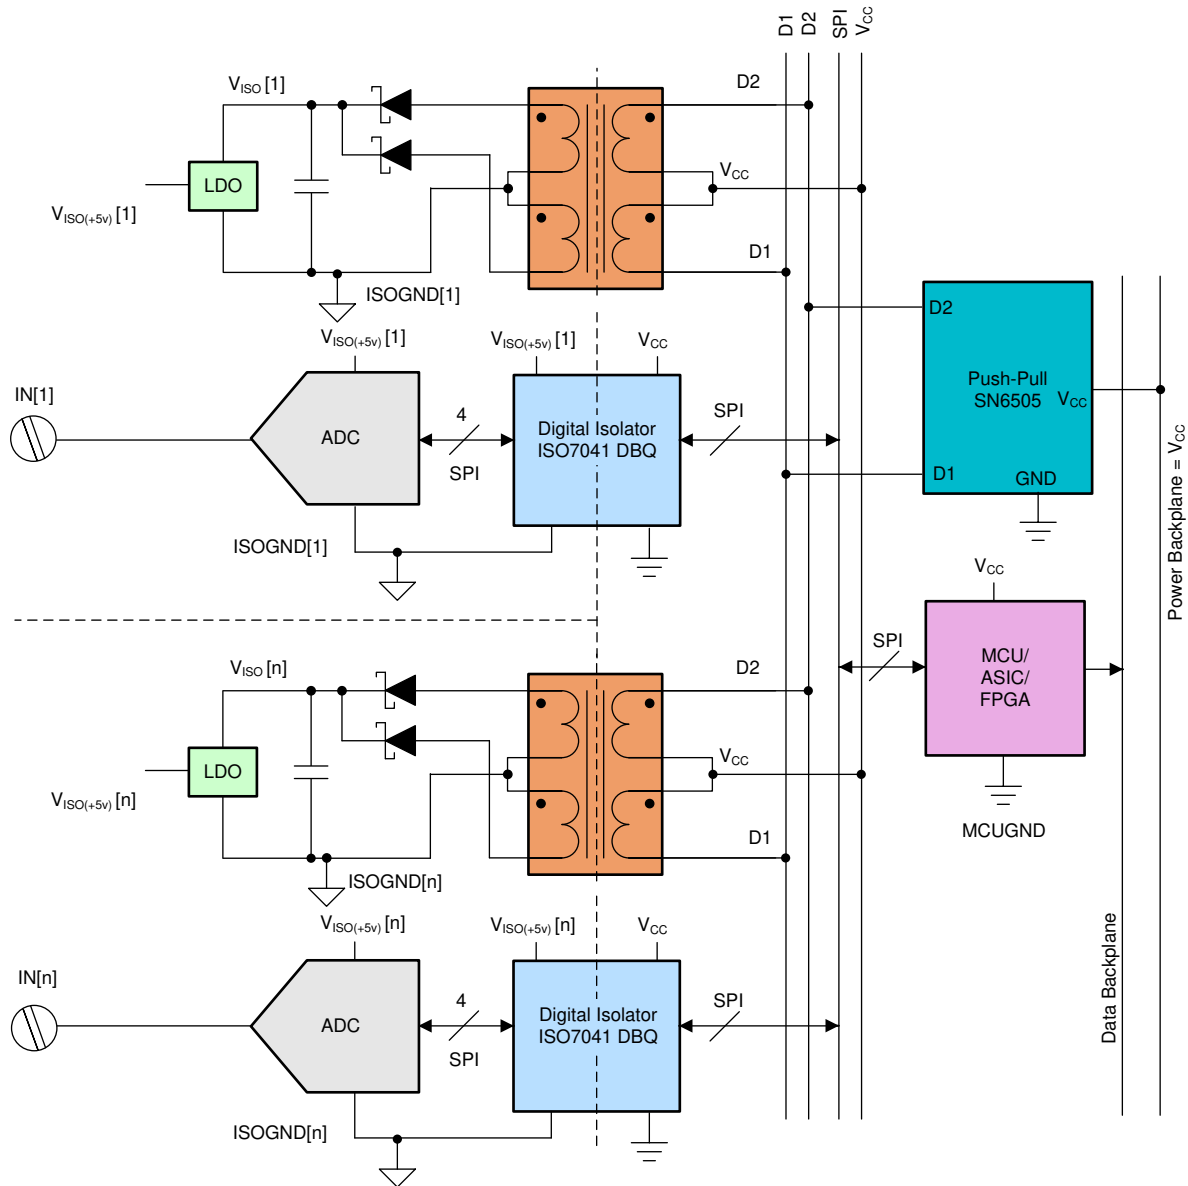 D1
D2
SPI
VCC
VISO [1]
D2
LDO
VCC
VISO(+5v) [1]
D1
ISOGND[1]
D2
Push-Pull
SN6505
VCC
D1
GND
VISO(+5v) [1]
VISO(+5v) [1]
VCC
IN[1]
ADC
4
SPI
Digital Isolator
ISO7041 DBQ
SPI
ISOGND[1]
Power Backplane = VCC
VCC
SPI
MCU/
ASIC/
FPGA
MCUGND
VISO [n]
D2
LDO
VCC
VISO(+5v) [n]
D1
ISOGND[n]
VISO(+5v) [n]
VISO(+5v) [n]
VCC
IN[n]
ADC
4
SPI
Digital Isolator
ISO7041 DBQ
SPI
ISOGND[n]
Data Backplane